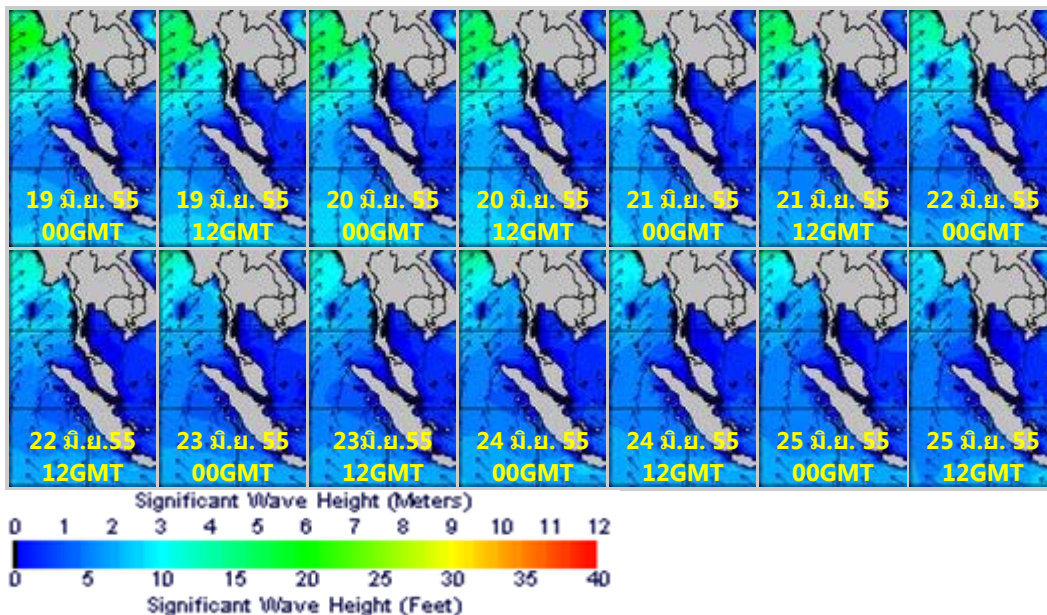 19 มิ.ย. 55
00GMT
19 มิ.ย. 55
12GMT
20 มิ.ย. 55
00GMT
20 มิ.ย. 55
12GMT
21 มิ.ย. 55
00GMT
21 มิ.ย. 55
12GMT
22 มิ.ย. 55
00GMT
22 มิ.ย.55
12GMT
23 มิ.ย. 55
00GMT
23มิ.ย.55
12GMT
24 มิ.ย. 55
00GMT
24 มิ.ย. 55
12GMT
25 มิ.ย. 55
00GMT
25 มิ.ย. 55
12GMT
Significant Wave Height (Meters)
0 1 2 3 4 5 6 7 8 9 10 11 12
0 5 10 15 20 25 30 35 40
Significant Wave Height (Feet)